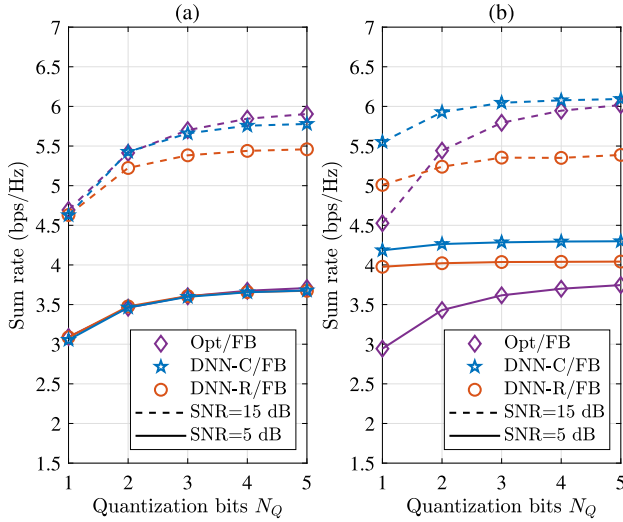 (a)
7
6.5
6
5.5
5
4.5
4
3.5
3
2.5
2
1.5
Sum rate (bps/Hz)
Opt/FB
DNN-C/FB
DNN-R/FB
SNR=15 dB
SNR=5 dB
1 2 3 4 5
Quantization bits N_Q
(b)
7
6.5
6
5.5
5
4.5
4
3.5
3
2.5
2
1.5
Sum rate (bps/Hz)
Opt/FB
DNN-C/FB
DNN-R/FB
SNR=15 dB
SNR=5 dB
1 2 3 4 5
Quantization bits N_Q